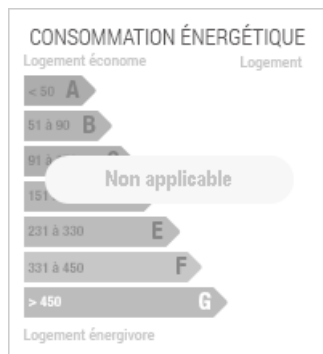 CONSOMMATION ÉNERGÉTIQUE
Logement économe Logement
< 50 A
51 à 90 B
91 à
Non applicable
151
231 à 330 E
331 à 450 F
> 450 G
Logement énergivore